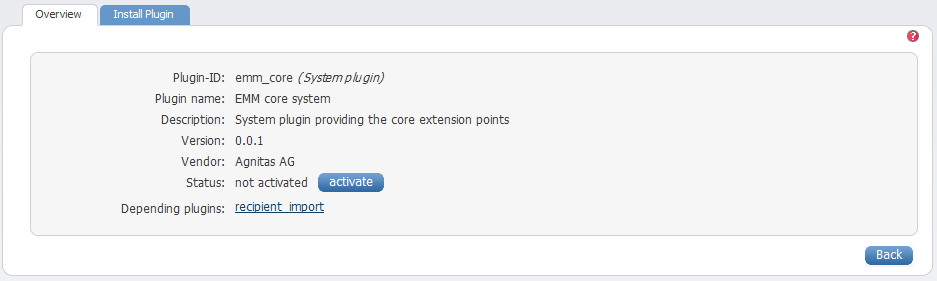 Overview Install Plugin
?
Plugin-ID: emm_core (System plugin)
Plugin name: EMM core system
Description: System plugin providing the core extension points
Version: 0.0.1
Vendor: Agnitas AG
Status: not activated activate
Depending plugins: recipient_import
Back